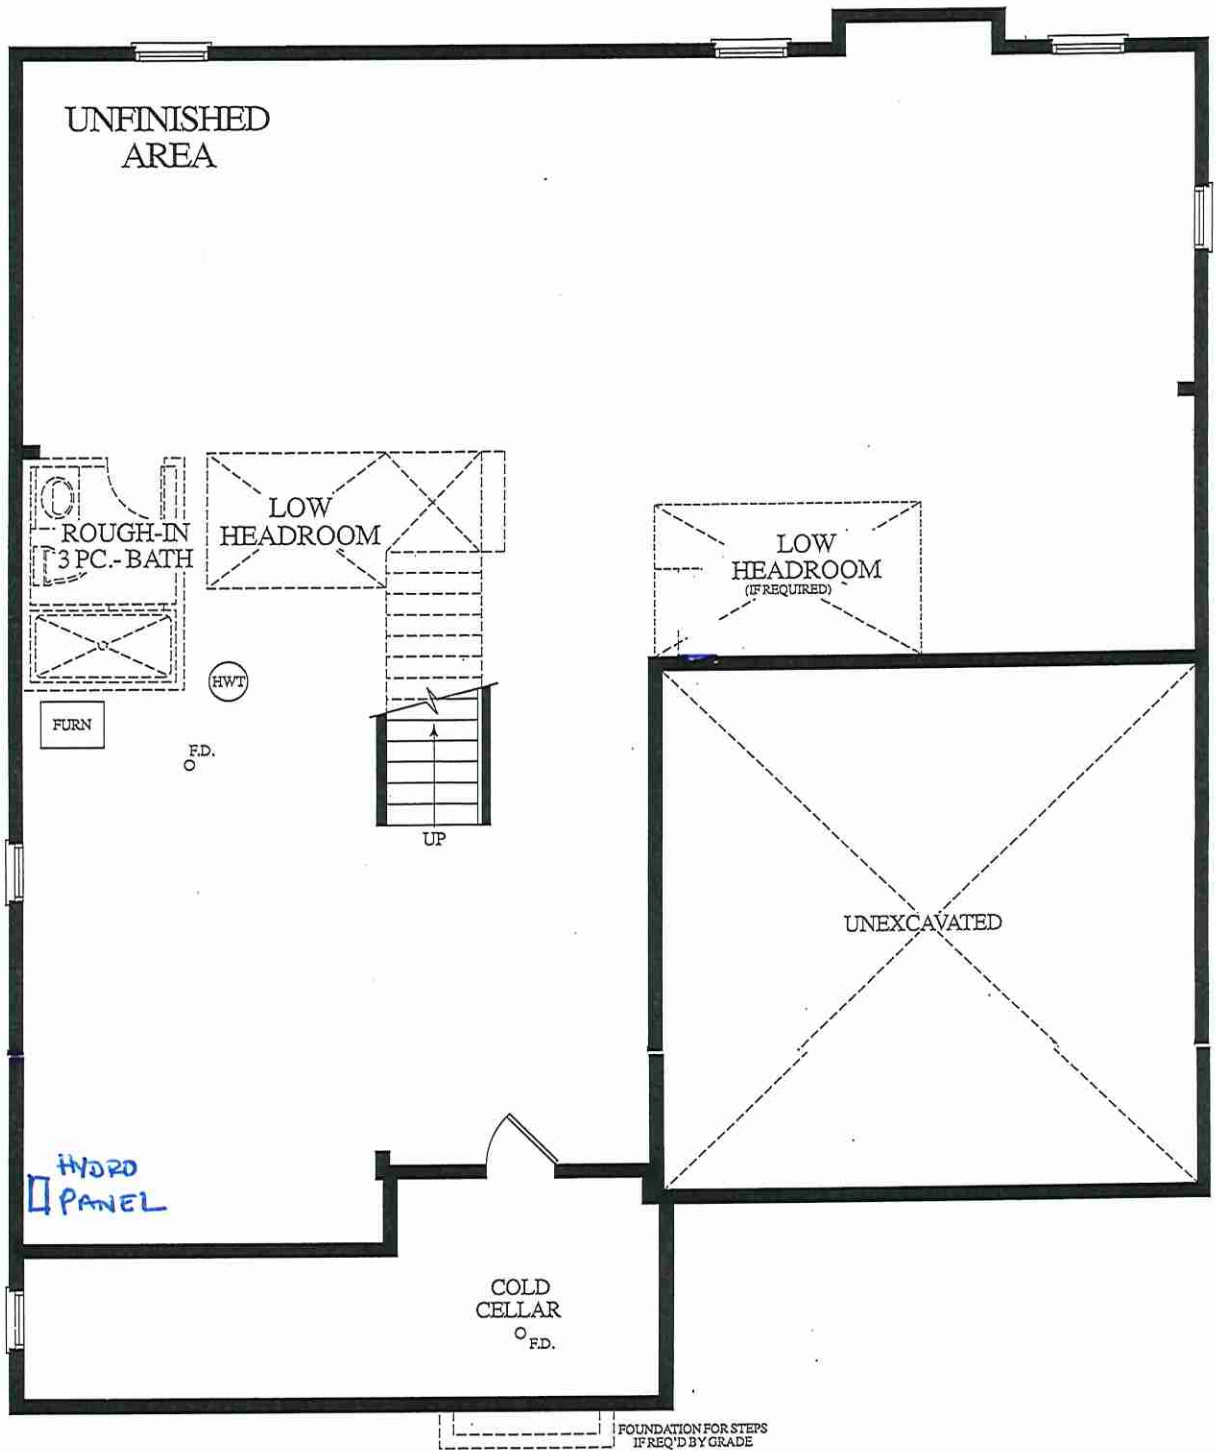 UNFINISHED
AREA
LOW
HEADROOM
ROUGH-IN
3 PC.-BATH
LOW
HEADROOM
(IF REQUIRED)
HWT
FURN
F.D.
UP
UNEXCAVATED
HYDRO
PANEL
COLD
CELLAR
F.D.
FOUNDATION FOR STEPS
IF REQ'D BY GRADE